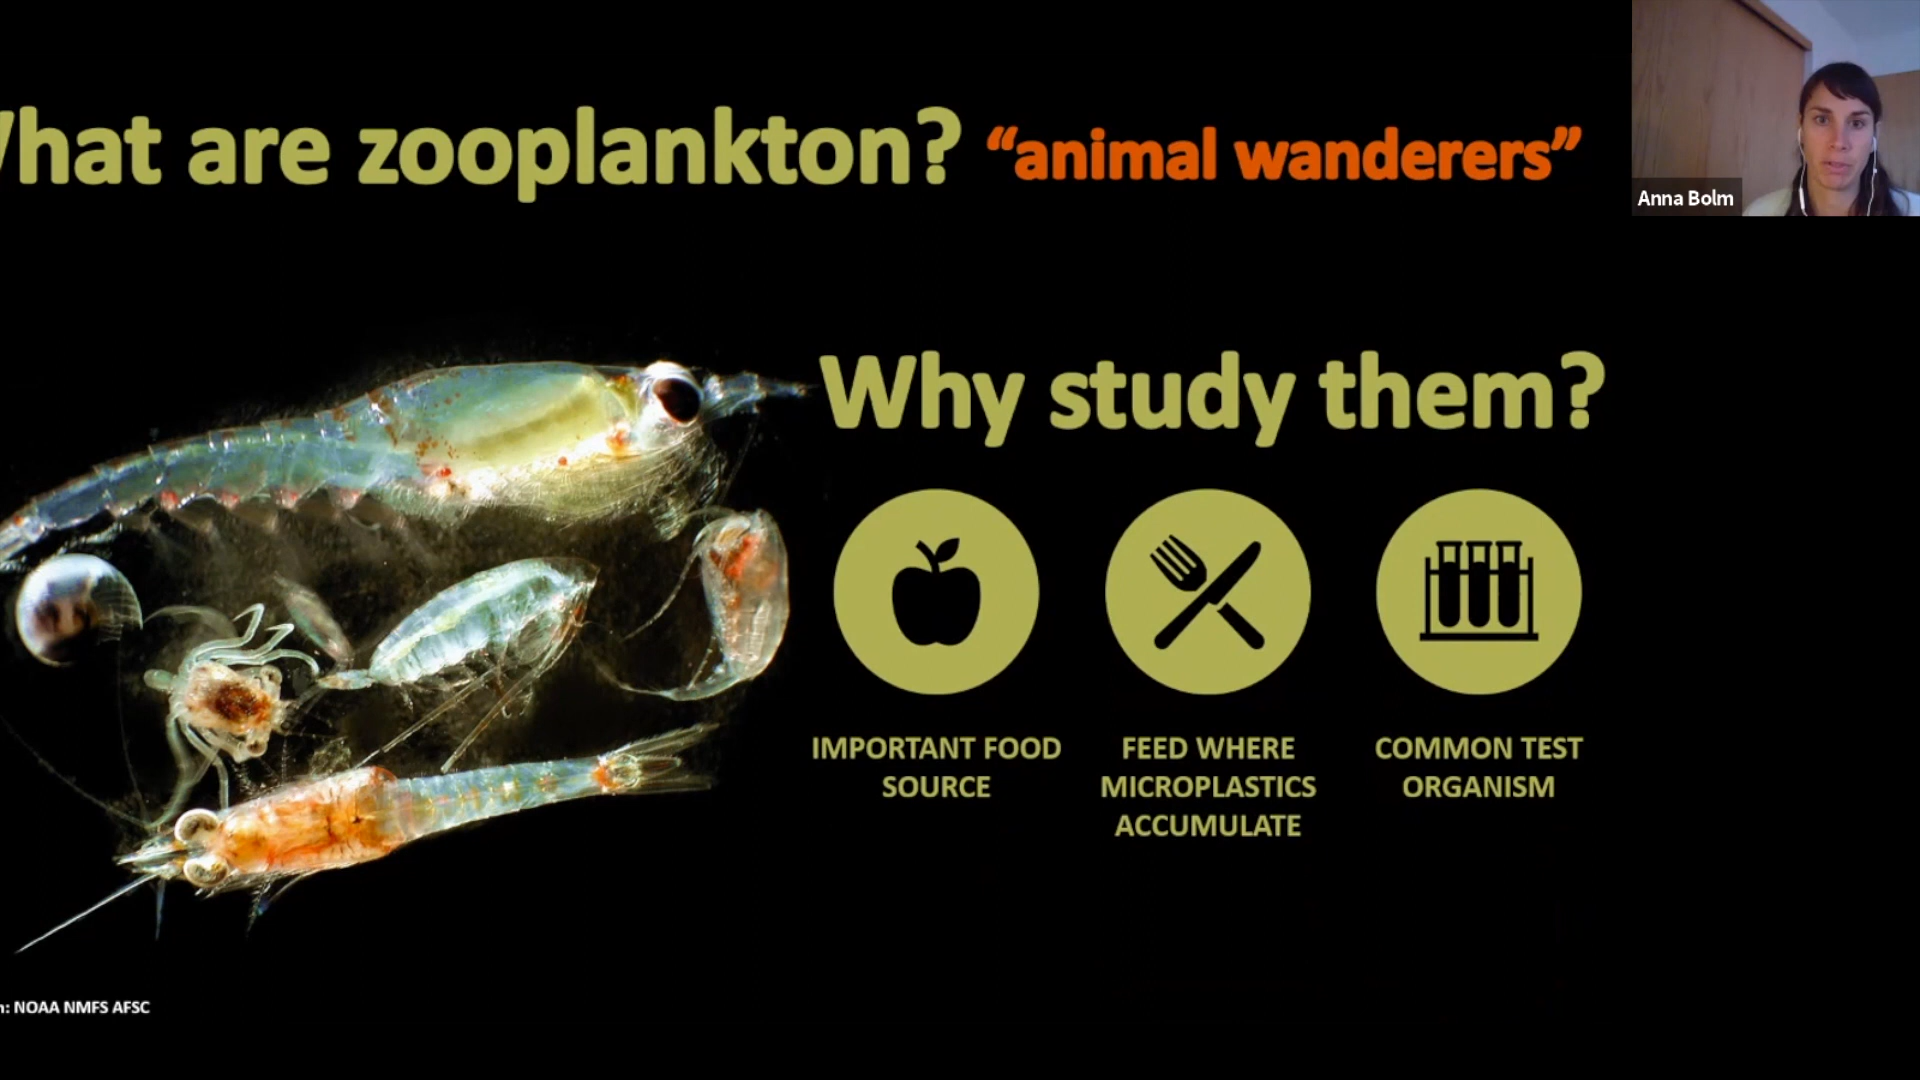 What are zooplankton? “animal wanderers”
Anna Bolm
Why study them?
IMPORTANT FOOD
SOURCE
FEED WHERE
MICROPLASTICS
ACCUMULATE
COMMON TEST
ORGANISM
: NOAA NMFS AFSC